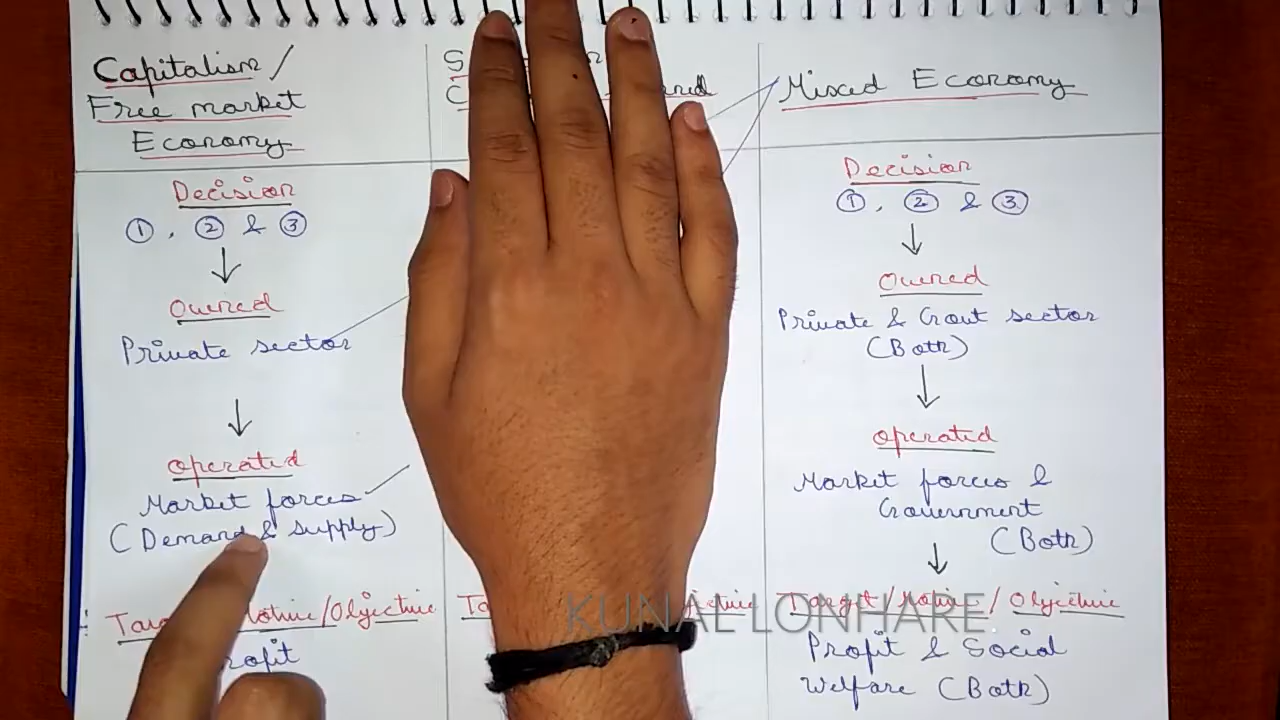 Capitalism /
Free market
Economy
Decision
①, ② & ③
Owned
Private sector
Operated
Market forces
(Demand & supply)
/Objective
Profit
Mixed Economy
Decision
①, ② & ③
Owned
Private & Govt sector
(Both)
Operated
Market forces &
Government
(Both)
Target/Motive/Objective
Profit & Social
Welfare (Both)
KUNAL LONHARE.